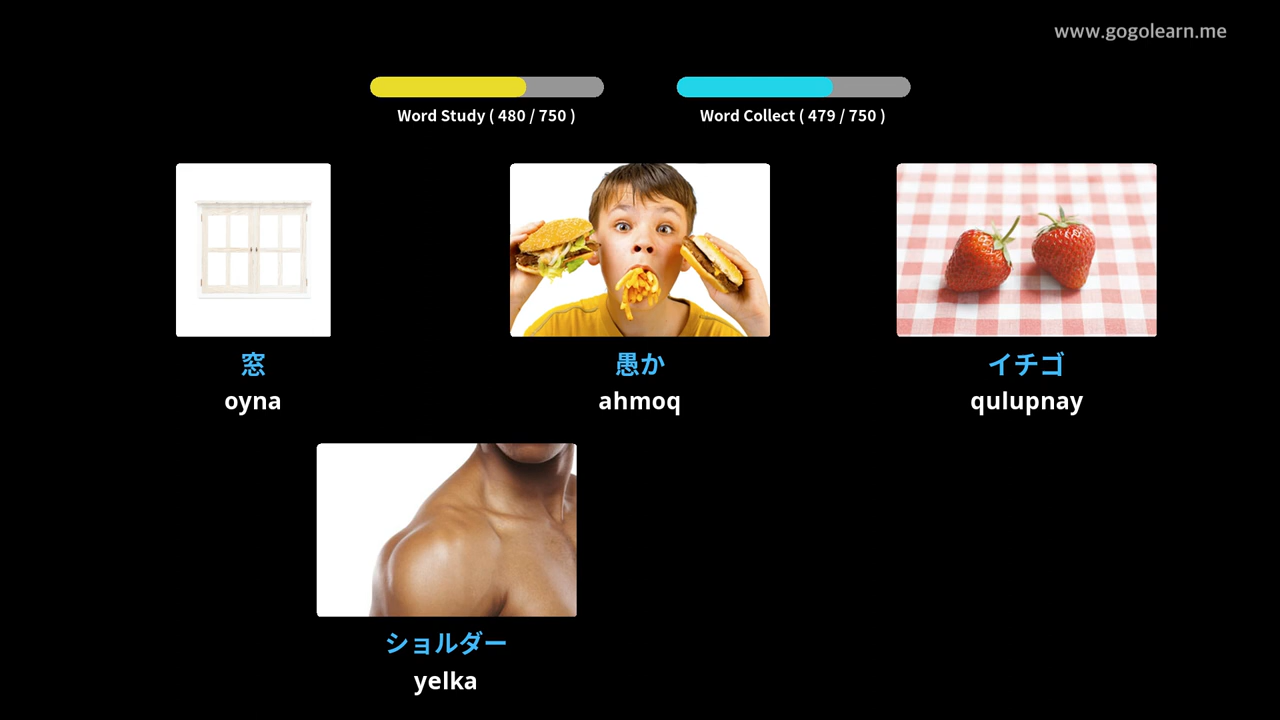 www.gogolearn.me
Word Study ( 480 / 750 )
Word Collect ( 479 / 750 )
窓
oyna
愚か
ahmoq
イチゴ
qulupnay
ショルダー
yelka